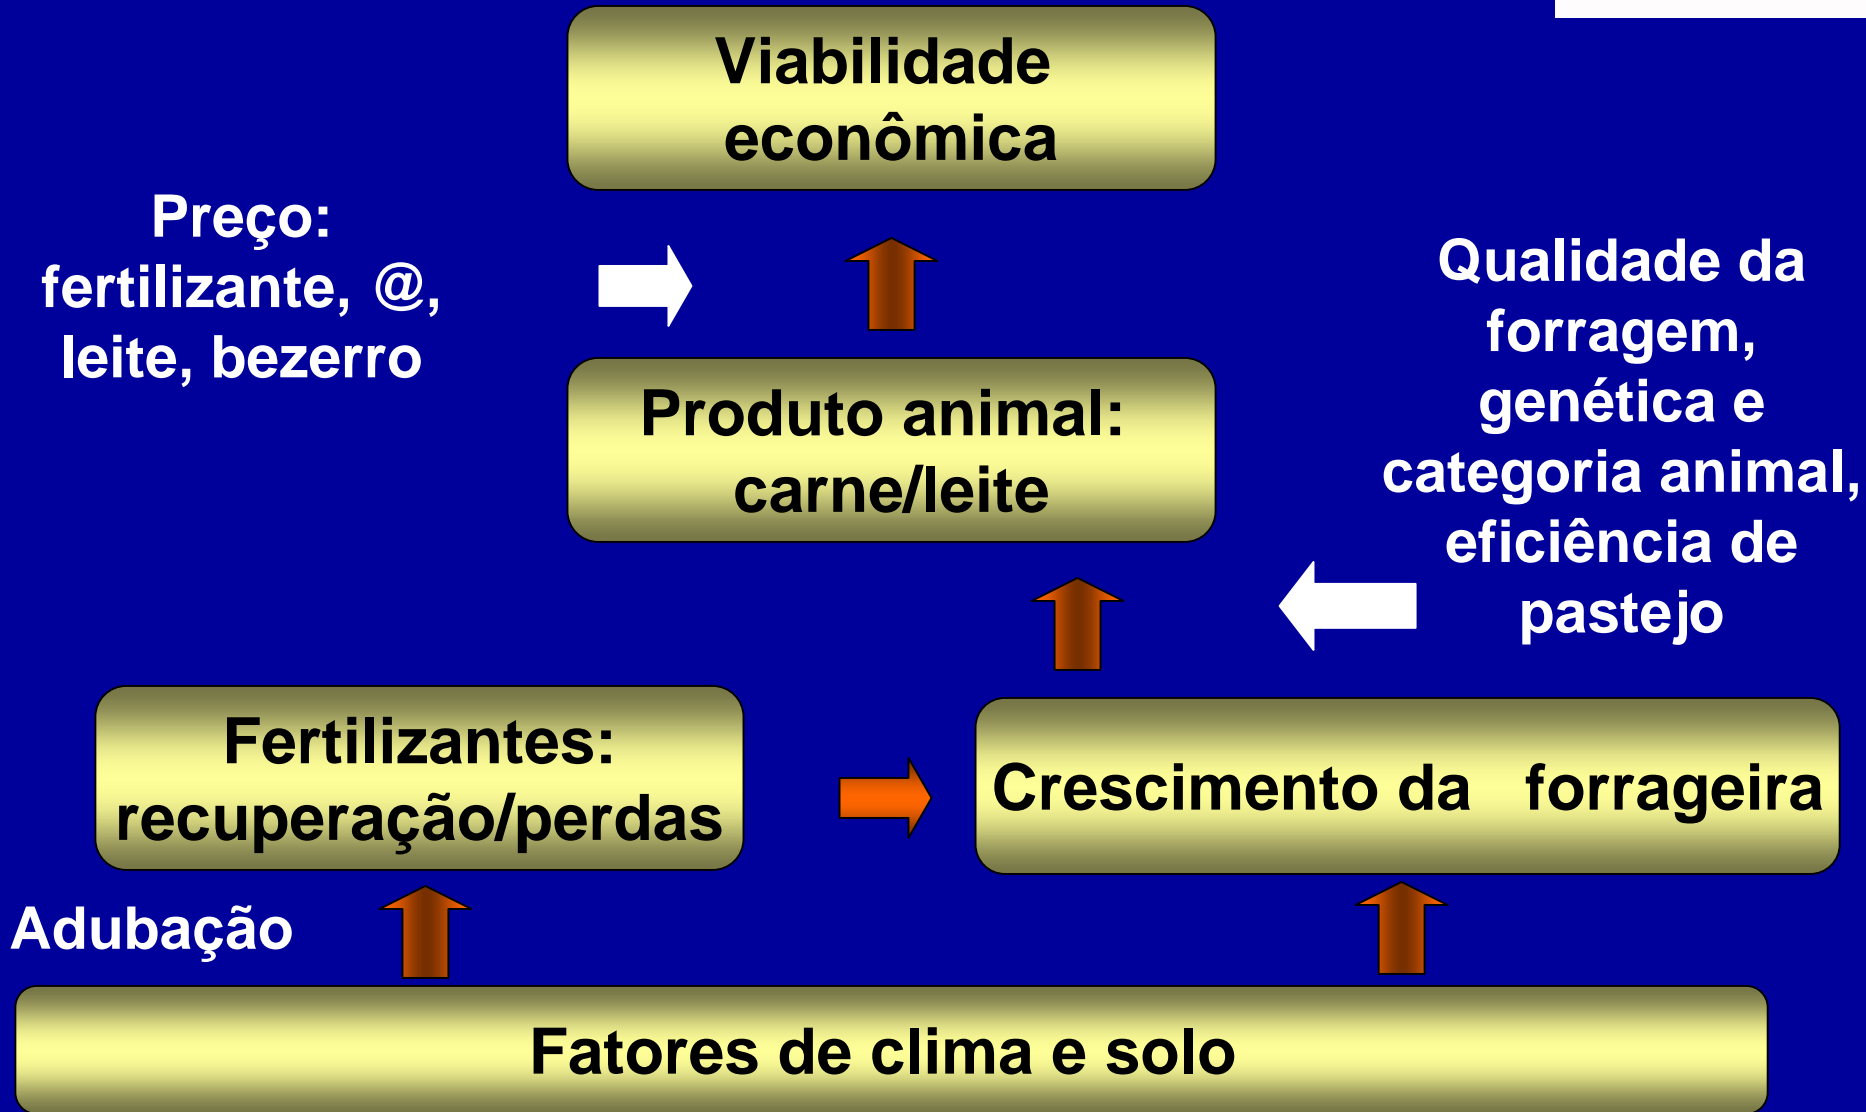 Viabilidade
econômica
Preço:
fertilizante, @,
leite, bezerro
Qualidade da
forragem,
genética e
categoria animal,
eficiência de
pastejo
Produto animal:
carne/leite
Fertilizantes:
recuperação/perdas
Crescimento da forrageira
Adubação
Fatores de clima e solo